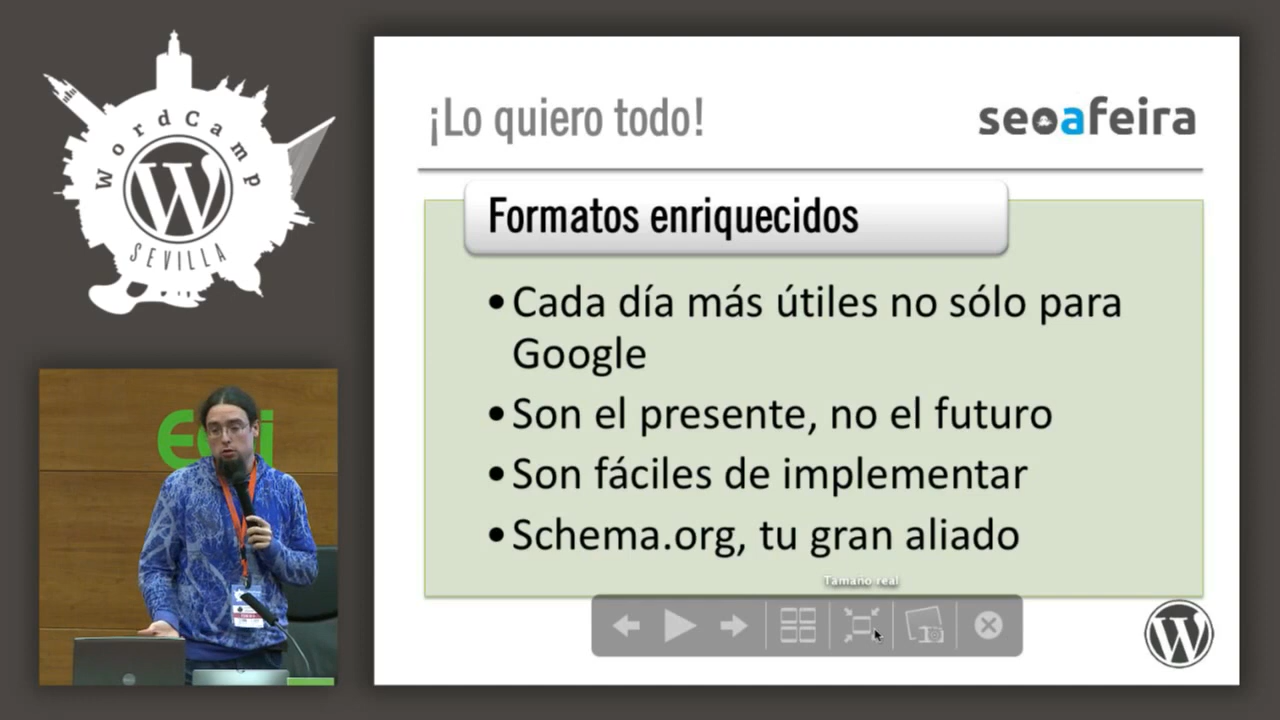 WordCamp
SEVILLA
¡Lo quiero todo!
seoafeira
Formatos enriquecidos
•Cada día más útiles no sólo para
Google
•Son el presente, no el futuro
•Son fáciles de implementar
•Schema.org, tu gran aliado
Tamaño real